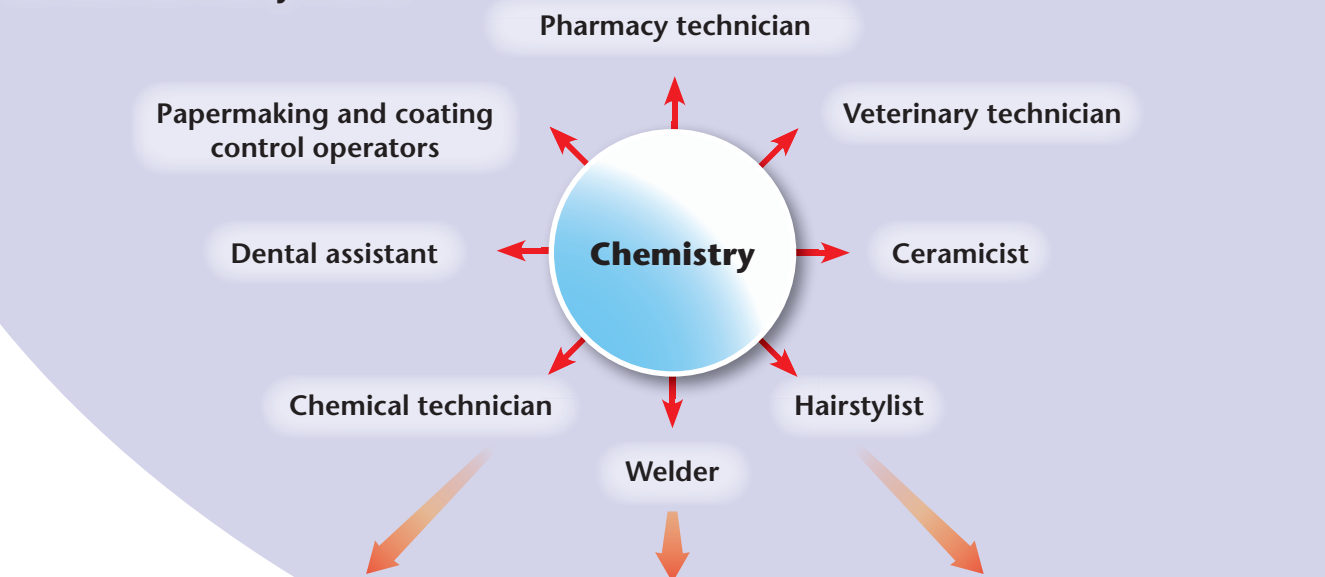 Pharmacy technician
Papermaking and coating
control operators
Veterinary technician
Dental assistant
Chemistry
Ceramicist
Chemical technician
Hairstylist
Welder